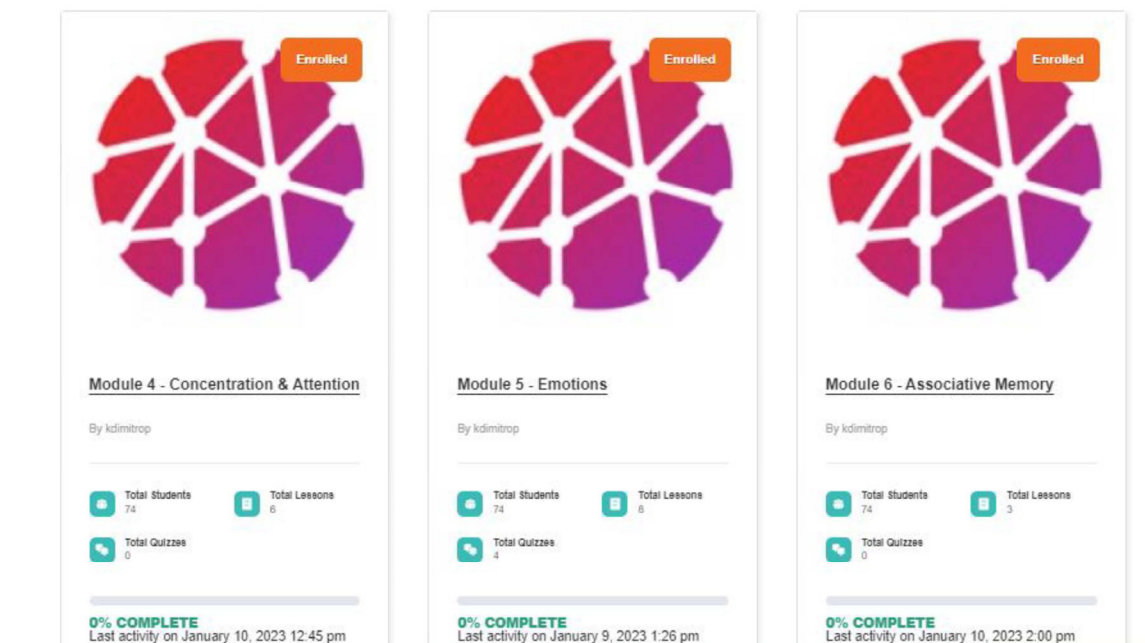 Enrolled
Module 4 - Concentration & Attention
By kdimitrop
Total Students
74
Total Lessons
6
Total Quizzes
0
0% COMPLETE
Last activity on January 10, 2023 12:45 pm
Enrolled
Module 5 - Emotions
By kdimitrop
Total Students
74
Total Lessons
6
Total Quizzes
4
0% COMPLETE
Last activity on January 9, 2023 1:26 pm
Enrolled
Module 6 - Associative Memory
By kdimitrop
Total Students
74
Total Lessons
3
Total Quizzes
0
0% COMPLETE
Last activity on January 10, 2023 2:00 pm